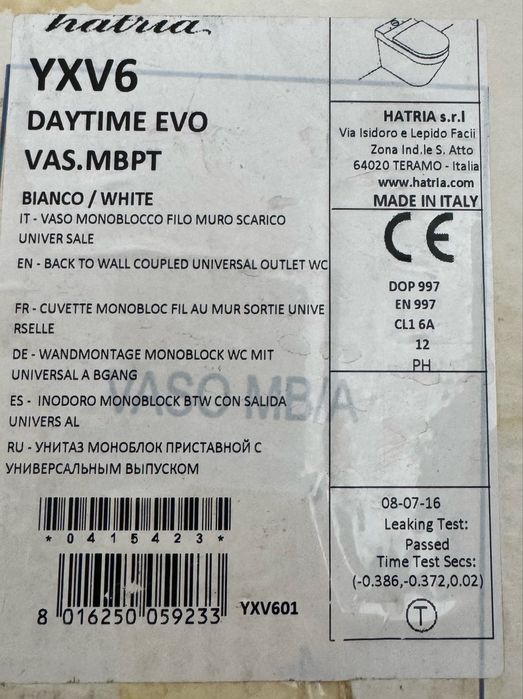 hatria
YXV6
DAYTIME EVO
VAS.MBPT
BIANCO / WHITE
IT - VASO MONOBLOCCO FILO MURO SCARICO
UNIVER SALE
EN - BACK TO WALL COUPLED UNIVERSAL OUTLET WC
FR - CUVETTE MONOBLOC FIL AU MUR SORTIE UNIVE
RSELLE
DE - WANDMONTAGE MONOBLOCK WC MIT
UNIVERSAL A BGANG
VASO MB/A
ES - INODORO MONOBLOCK BTW CON SALIDA
UNIVERS AL
RU - УНИТАЗ МОНОБЛОК ПРИСТАВНОЙ С
УНИВЕРСАЛЬНЫМ ВЫПУСКОМ
*0415423*
8 016250 059233
YXV601
HATRIA s.r.l
Via Isidoro e Lepido Facii
Zona Ind.le S. Atto
64020 TERAMO - Italia
www.hatria.com
MADE IN ITALY
CE
DOP 997
EN 997
CL1 6A
12
PH
08-07-16
Leaking Test:
Passed
Time Test Secs:
(-0.386,-0.372,0.02)
T